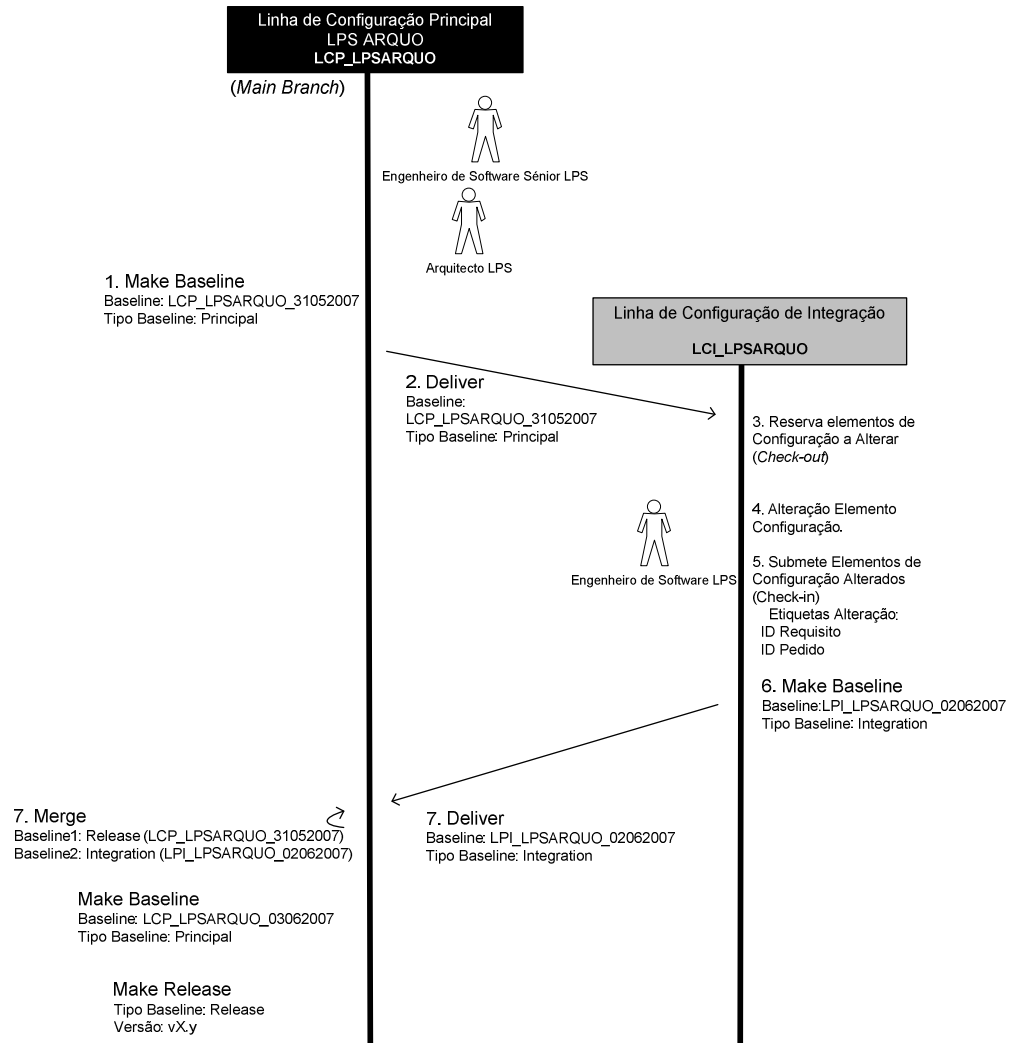 Linha de Configuração Principal
LPS ARQUO
LCP_LPSARQUO
(Main Branch)
Engenheiro de Software Sénior LPS
Arquitecto LPS
1. Make Baseline
Baseline: LCP_LPSARQUO_31052007
Tipo Baseline: Principal
Linha de Configuração de Integração
LCI_LPSARQUO
2. Deliver
Baseline:
LCP_LPSARQUO_31052007
Tipo Baseline: Principal
3. Reserva elementos de
Configuração a Alterar
(Check-out)
4. Alteração Elemento
Configuração.
Engenheiro de Software LPS
5. Submete Elementos de
Configuração Alterados
(Check-in)
Etiquetas Alteração:
ID Requisito
ID Pedido
6. Make Baseline
Baseline:LPI_LPSARQUO_02062007
Tipo Baseline: Integration
7. Merge
Baseline1: Release (LCP_LPSARQUO_31052007)
Baseline2: Integration (LPI_LPSARQUO_02062007)
7. Deliver
Baseline: LPI_LPSARQUO_02062007
Tipo Baseline: Integration
Make Baseline
Baseline: LCP_LPSARQUO_03062007
Tipo Baseline: Principal
Make Release
Tipo Baseline: Release
Versão: vX.y